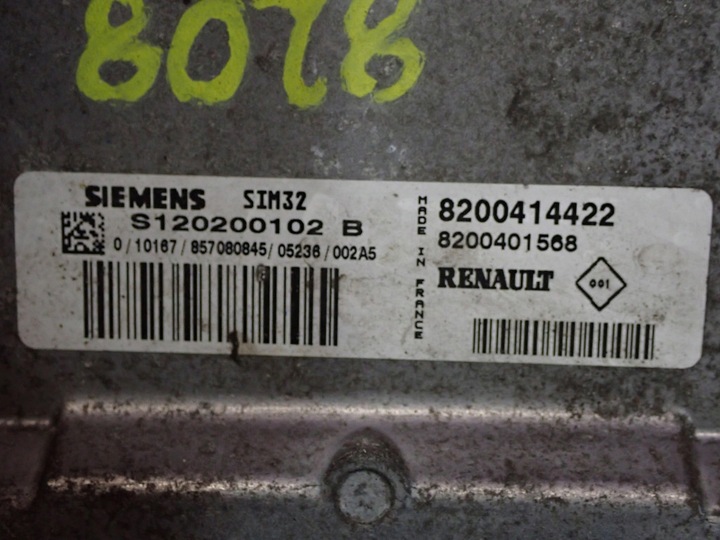 8078
SIEMENS SIM32
S120200102 B
0/10167/857080845/05236/002A5
MADE IN FRANCE
8200414422
8200401568
RENAULT 001